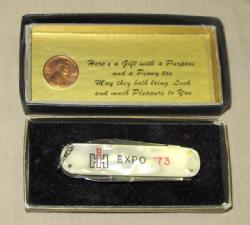 Here's a Gift with a Purpose
and a Penny too
May they both bring Luck
and much Pleasure to You
IH EXPO '73